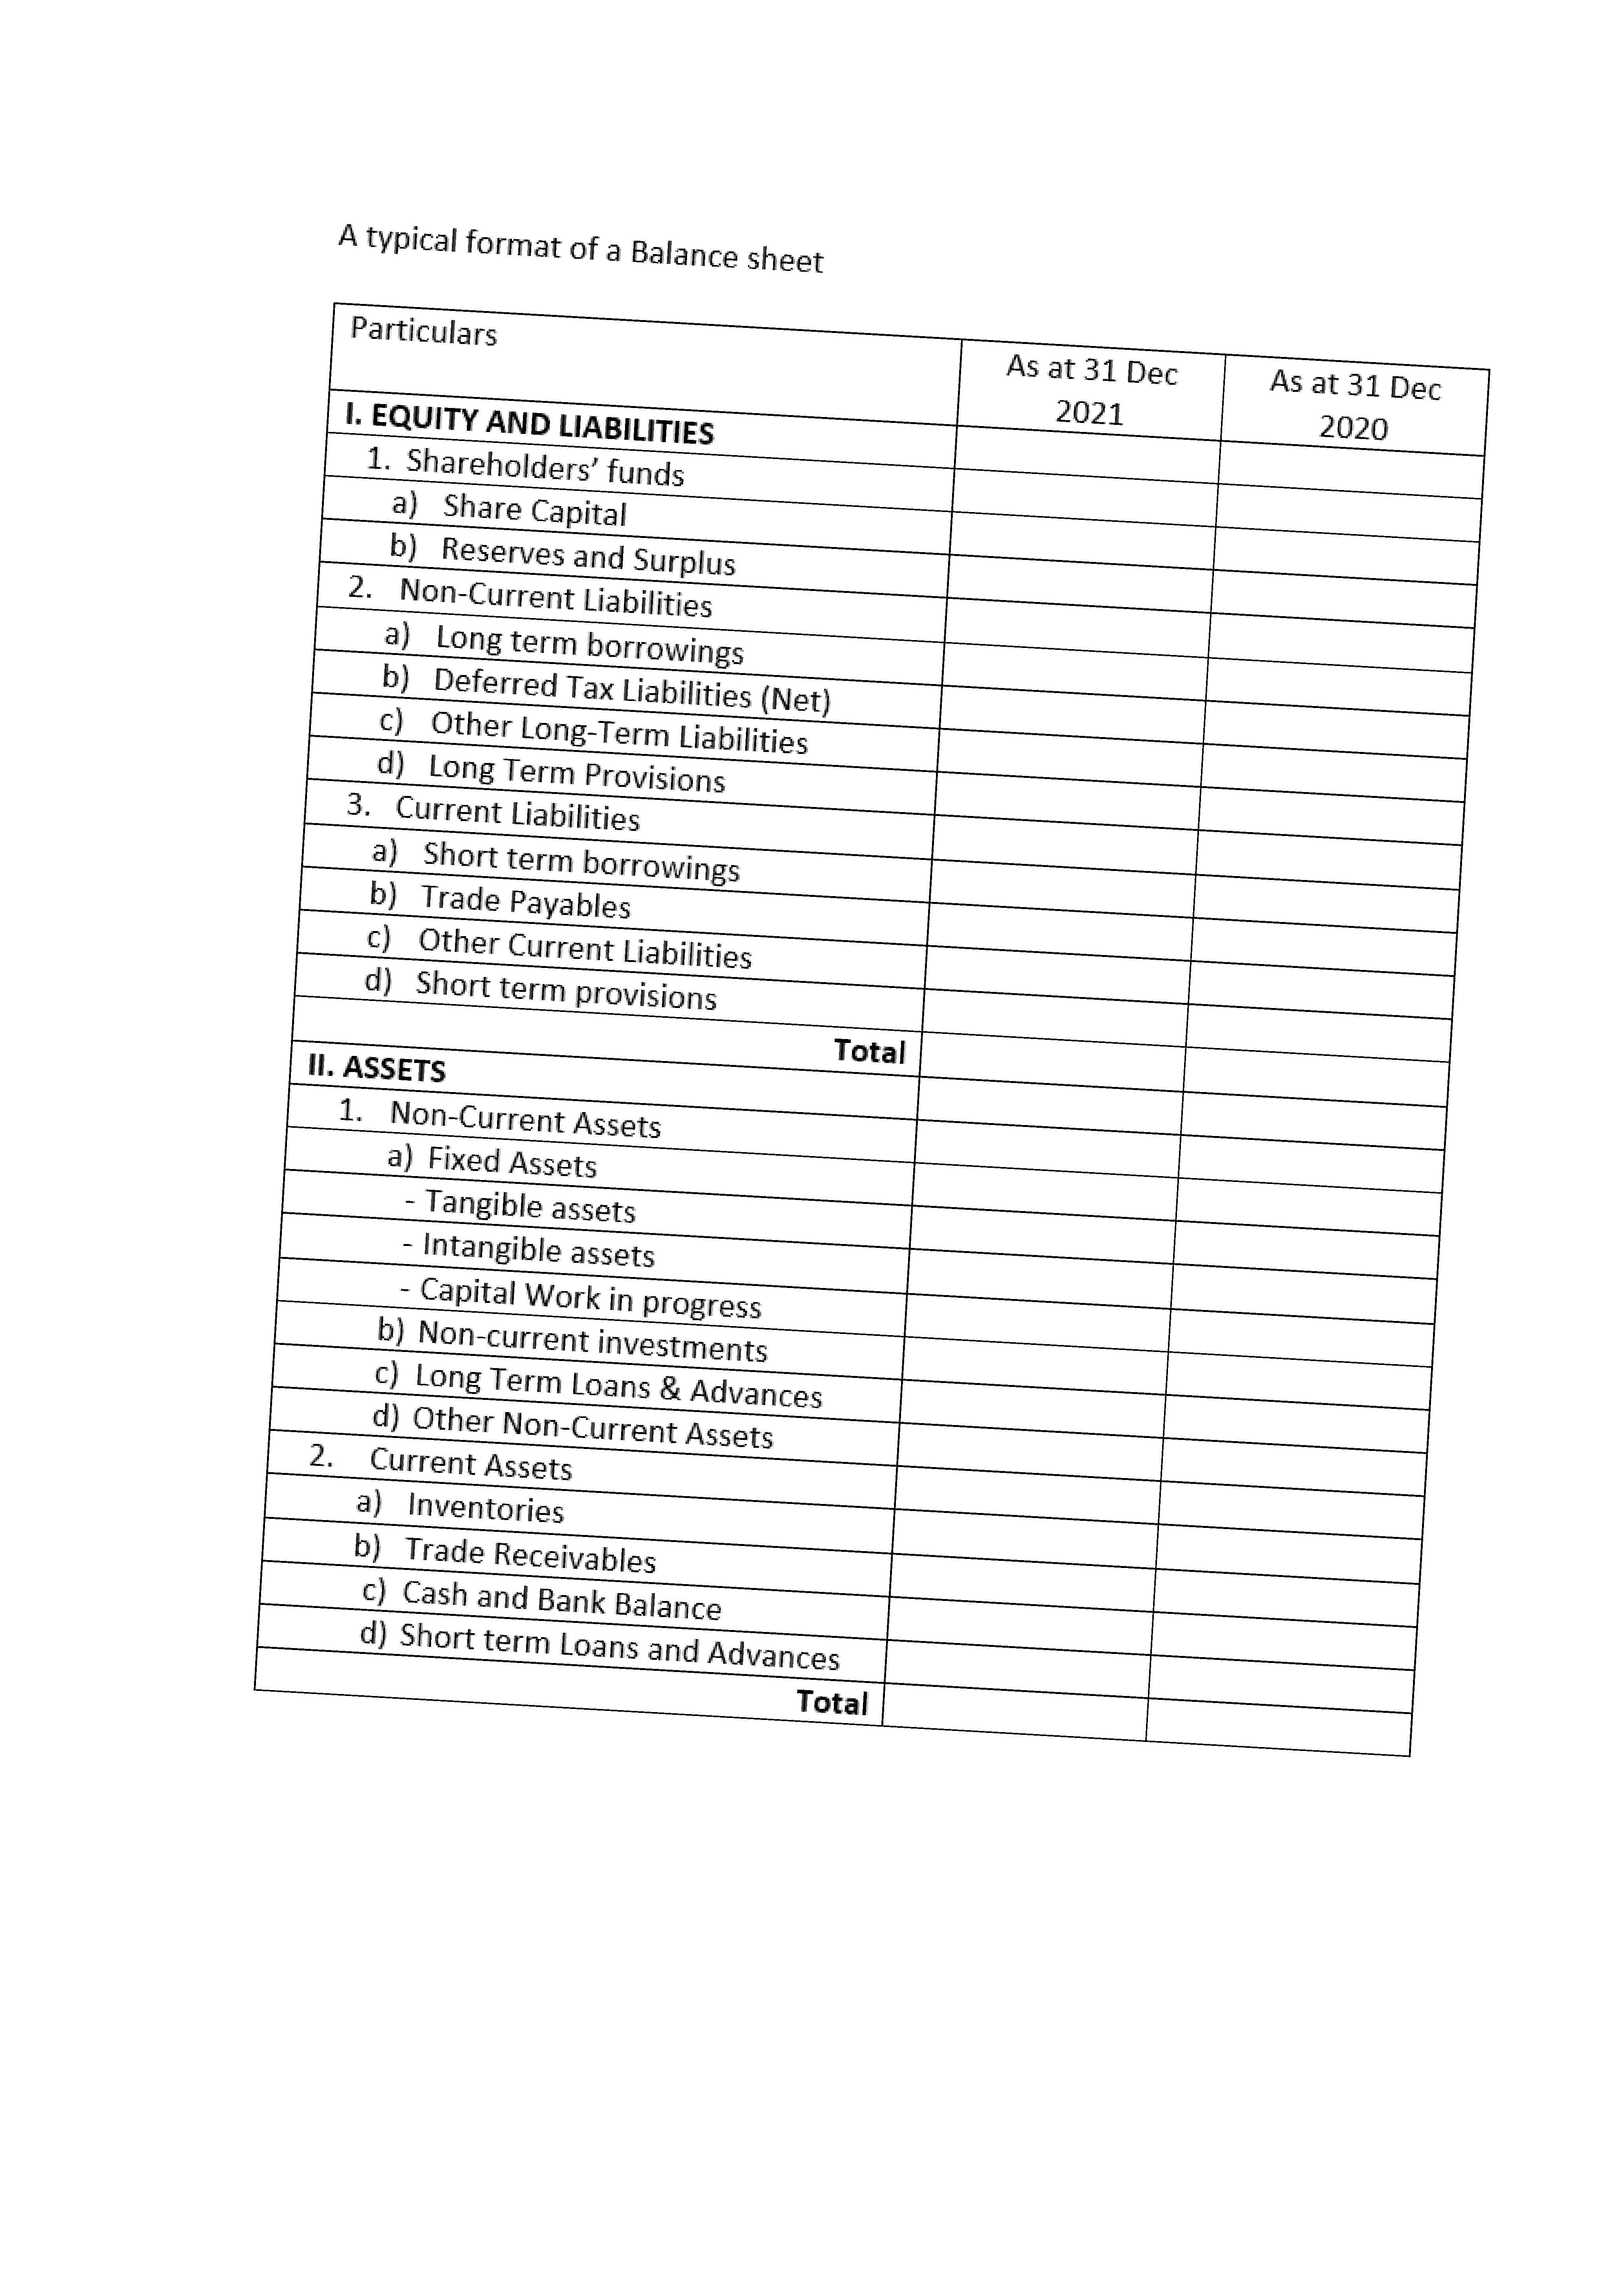 A typical format of a Balance sheet
Particulars
As at 31 Dec
2021
As at 31 Dec
2020
I. EQUITY AND LIABILITIES
1. Shareholders’ funds
a) Share Capital
b) Reserves and Surplus
2. Non-Current Liabilities
a) Long term borrowings
b) Deferred Tax Liabilities (Net)
c) Other Long-Term Liabilities
d) Long Term Provisions
3. Current Liabilities
a) Short term borrowings
b) Trade Payables
c) Other Current Liabilities
d) Short term provisions
Total
II. ASSETS
1. Non-Current Assets
a) Fixed Assets
- Tangible assets
- Intangible assets
- Capital Work in progress
b) Non-current investments
c) Long Term Loans & Advances
d) Other Non-Current Assets
2. Current Assets
a) Inventories
b) Trade Receivables
c) Cash and Bank Balance
d) Short term Loans and Advances
Total